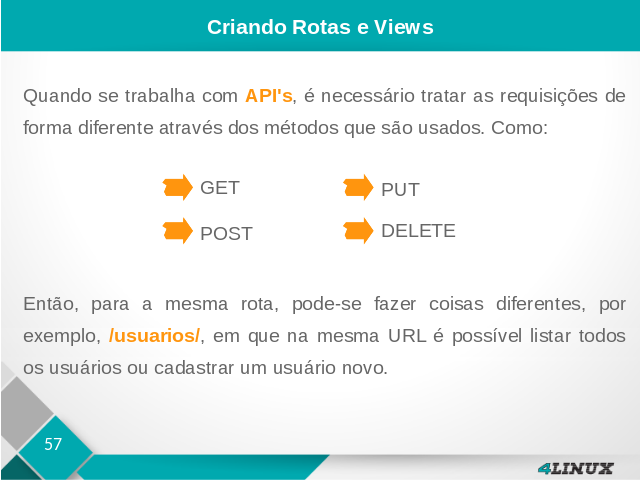 Criando Rotas e Views
Quando se trabalha com API's, é necessário tratar as requisições de
forma diferente através dos métodos que são usados. Como:
GET
PUT
POST
DELETE
Então, para a mesma rota, pode-se fazer coisas diferentes, por
exemplo, /usuarios/, em que na mesma URL é possível listar todos
os usuários ou cadastrar um usuário novo.
57
4LINUX